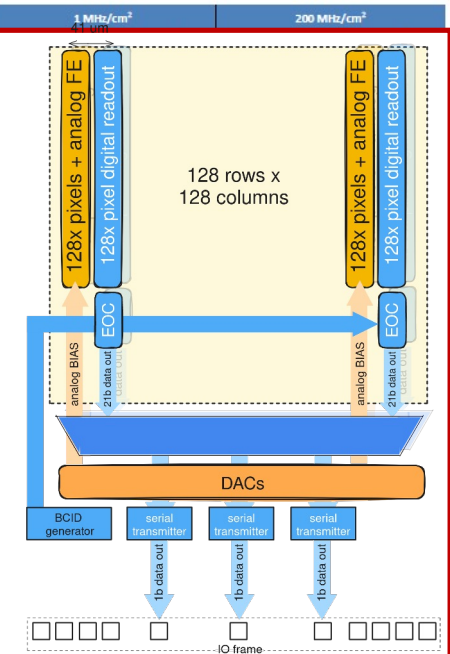 1 MHz/cm²
200 MHz/cm²
41 um
128x pixels + analog FE
128x pixel digital readout
128 rows x
128 columns
128x pixels + analog FE
128x pixel digital readout
EOC
EOC
analog BIAS
21b data out
analog BIAS
21b data out
DACs
BCID
generator
serial
transmitter
serial
transmitter
serial
transmitter
1b data out
1b data out
1b data out
IO frame